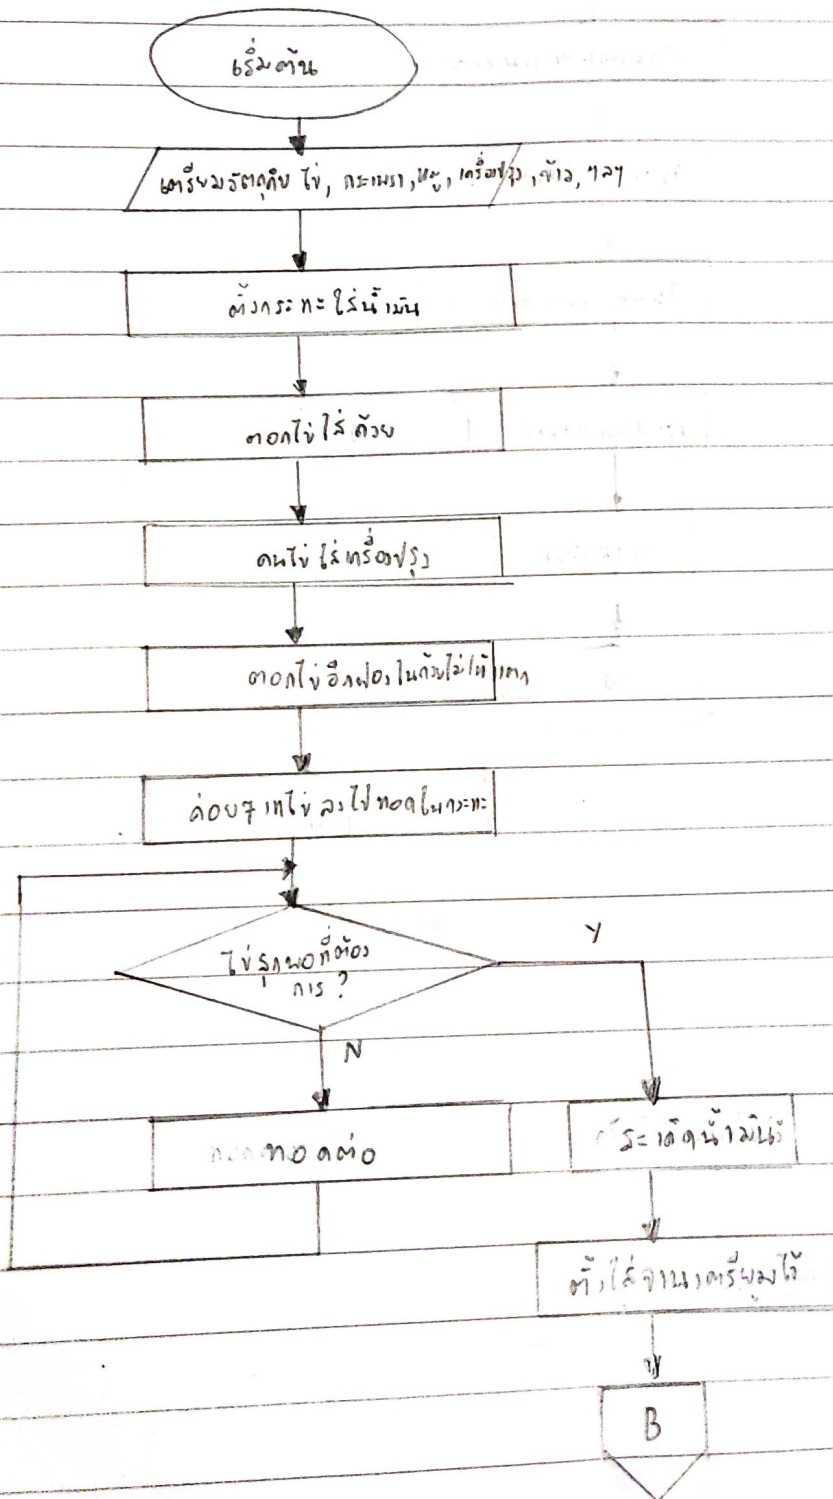 เริ่มต้น
เตรียมวัตถุดิบ ไข่, กระเพรา, หมู, เครื่องปรุง, ข้าว, ฯลฯ
ตั้งกระทะใส่น้ำมัน
ตอกไข่ใส่ถ้วย
คนไข่ ใส่เครื่องปรุง
ตอกไข่อีกฟองในถ้วยไม่ให้แตก
ค่อยๆ เทไข่ลงไปทอดในกระทะ
ไข่สุกพอที่ต้อง
การ ?
Y
N
ทอดต่อ
น้ำมัน
ตั้งใส่จานเตรียมไว้
B